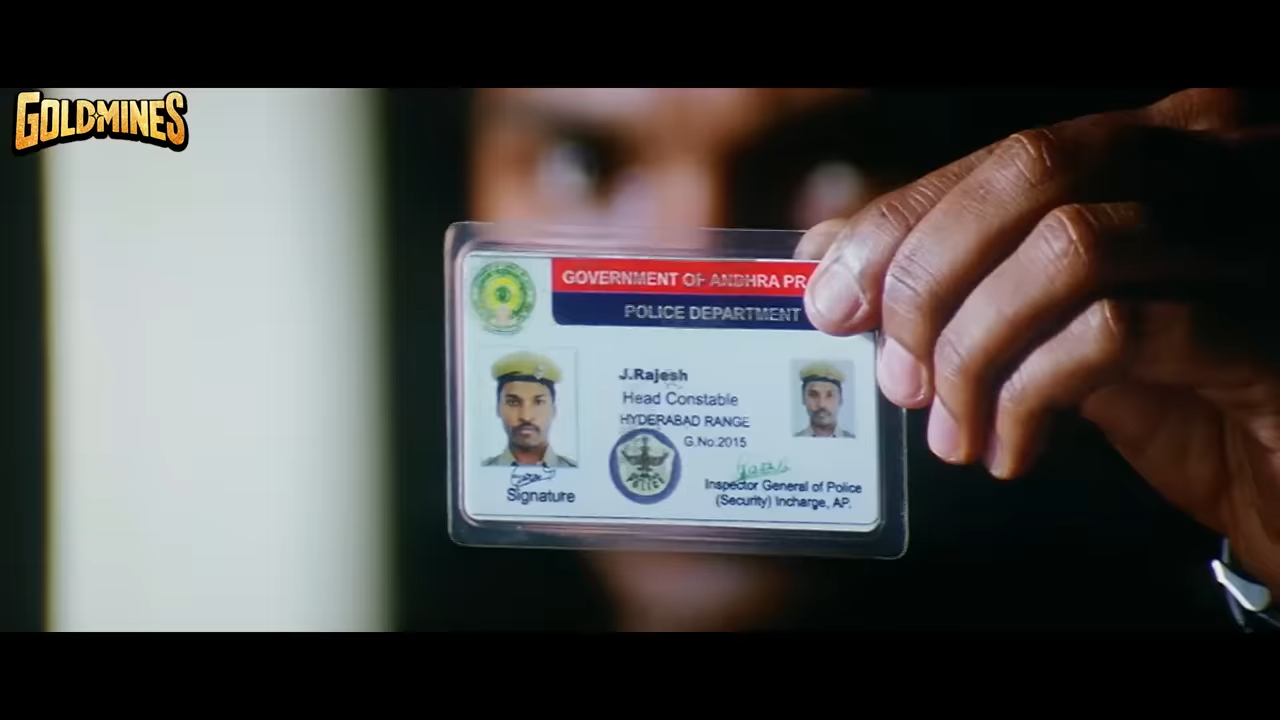 GOLDMINES
GOVERNMENT OF ANDHRA PR
POLICE DEPARTMENT
J.Rajesh
Head Constable
HYDERABAD RANGE
G.No.2015
POLICE
Signature
Inspector General of Police
(Security) Incharge, AP.